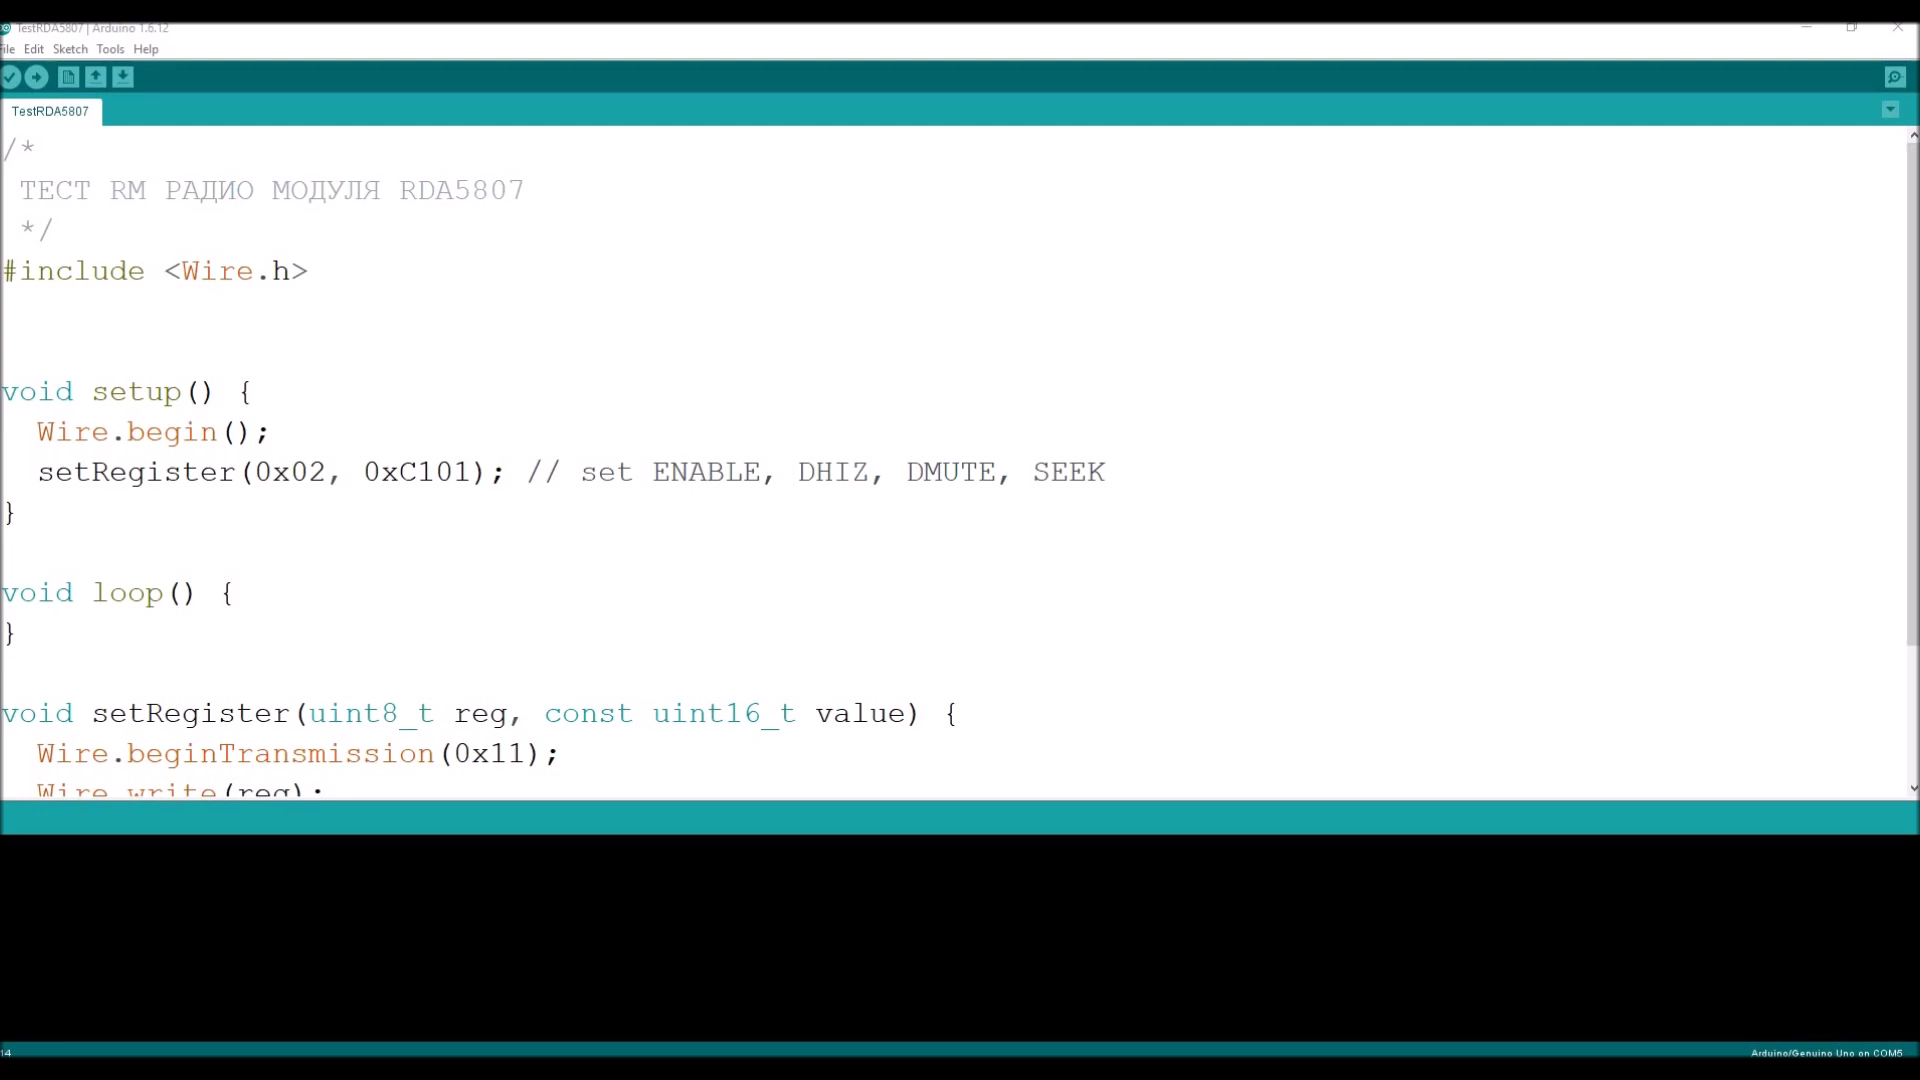 TestRDA5807 | Arduino 1.6.12
File Edit Sketch Tools Help
TestRDA5807
/*
ТЕСТ RM РАДИО МОДУЛЯ RDA5807
*/
#include <Wire.h>
void setup() {
Wire.begin();
setRegister(0x02, 0xC101); // set ENABLE, DHIZ, DMUTE, SEEK
}
void loop() {
}
void setRegister(uint8_t reg, const uint16_t value) {
Wire.beginTransmission(0x11);
Wire.write(reg);
14
Arduino/Genuino Uno on COM5